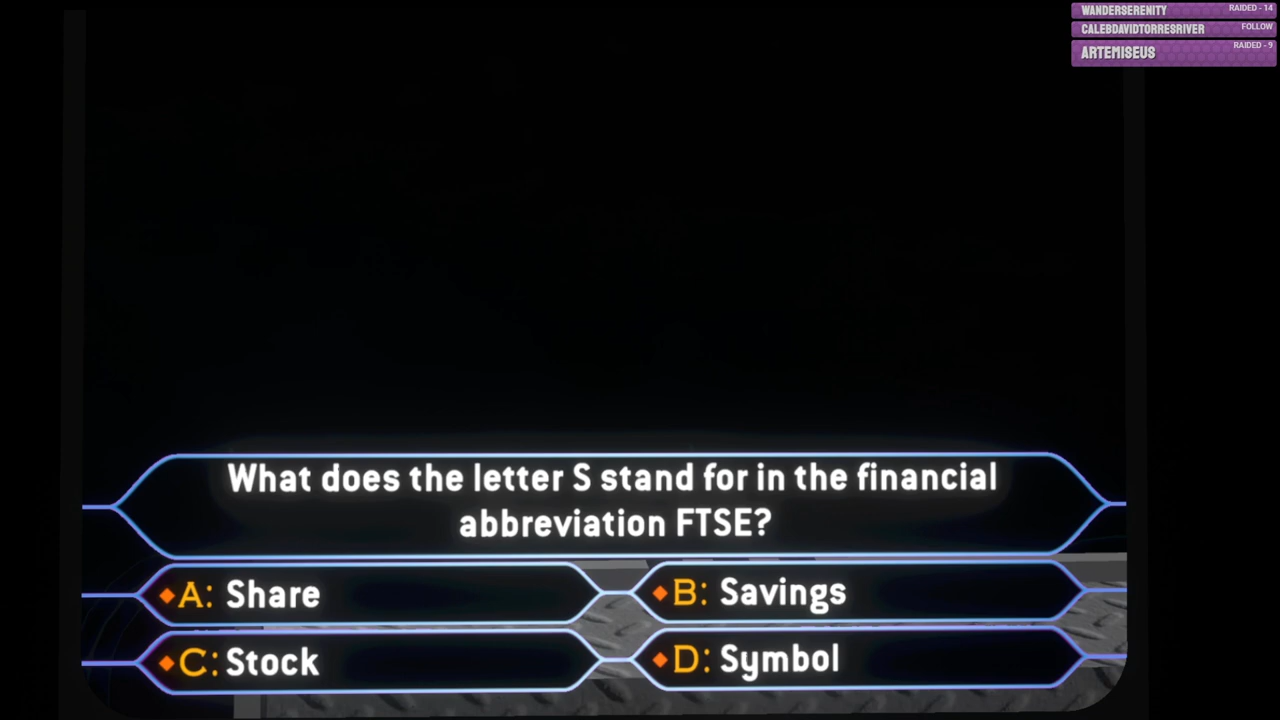 WANDERSERENITY RAIDED - 14
CALEBDAVIDTORRESRIVER FOLLOW
ARTEMISEUS RAIDED - 9
What does the letter S stand for in the financial
abbreviation FTSE?
A: Share B: Savings
C: Stock D: Symbol